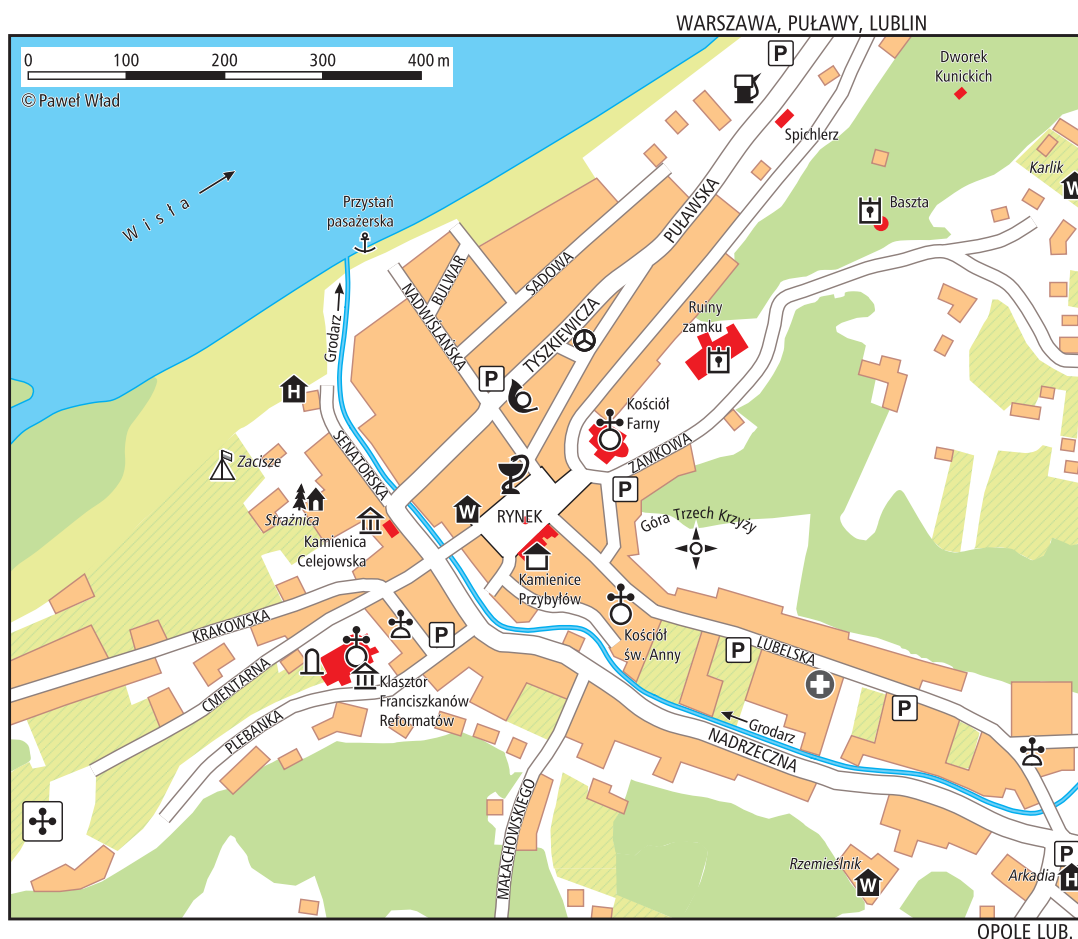 WARSZAWA, PUŁAWY, LUBLIN
0 100 200 300 400 m
© Paweł Wład
P
Dworek
Kunickich
Spichlerz
Karlik
W
Wisła
Przystań
pasażerska
Baszta
PUŁAWSKA
BULWAR
SADOWA
NADWIŚLAŃSKA
Grodarz
TYSZKIEWICZA
Ruiny
zamku
P
H
Kościół
Farny
SENATORSKA
ZAMKOWA
Zacisze
P
Strażnica
W
RYNEK
Góra Trzech Krzyży
Kamienica
Celejowska
Kamienice
Przybyłów
KRAKOWSKA
P
Kościół
św. Anny
P
LUBELSKA
CMENTARNA
Klasztor
Franciszkanów
Reformatów
P
PLEBANKA
Grodarz
NADRZECZNA
MAŁACHOWSKIEGO
P
Rzemieślnik
W
Arkadia
H
OPOLE LUB.